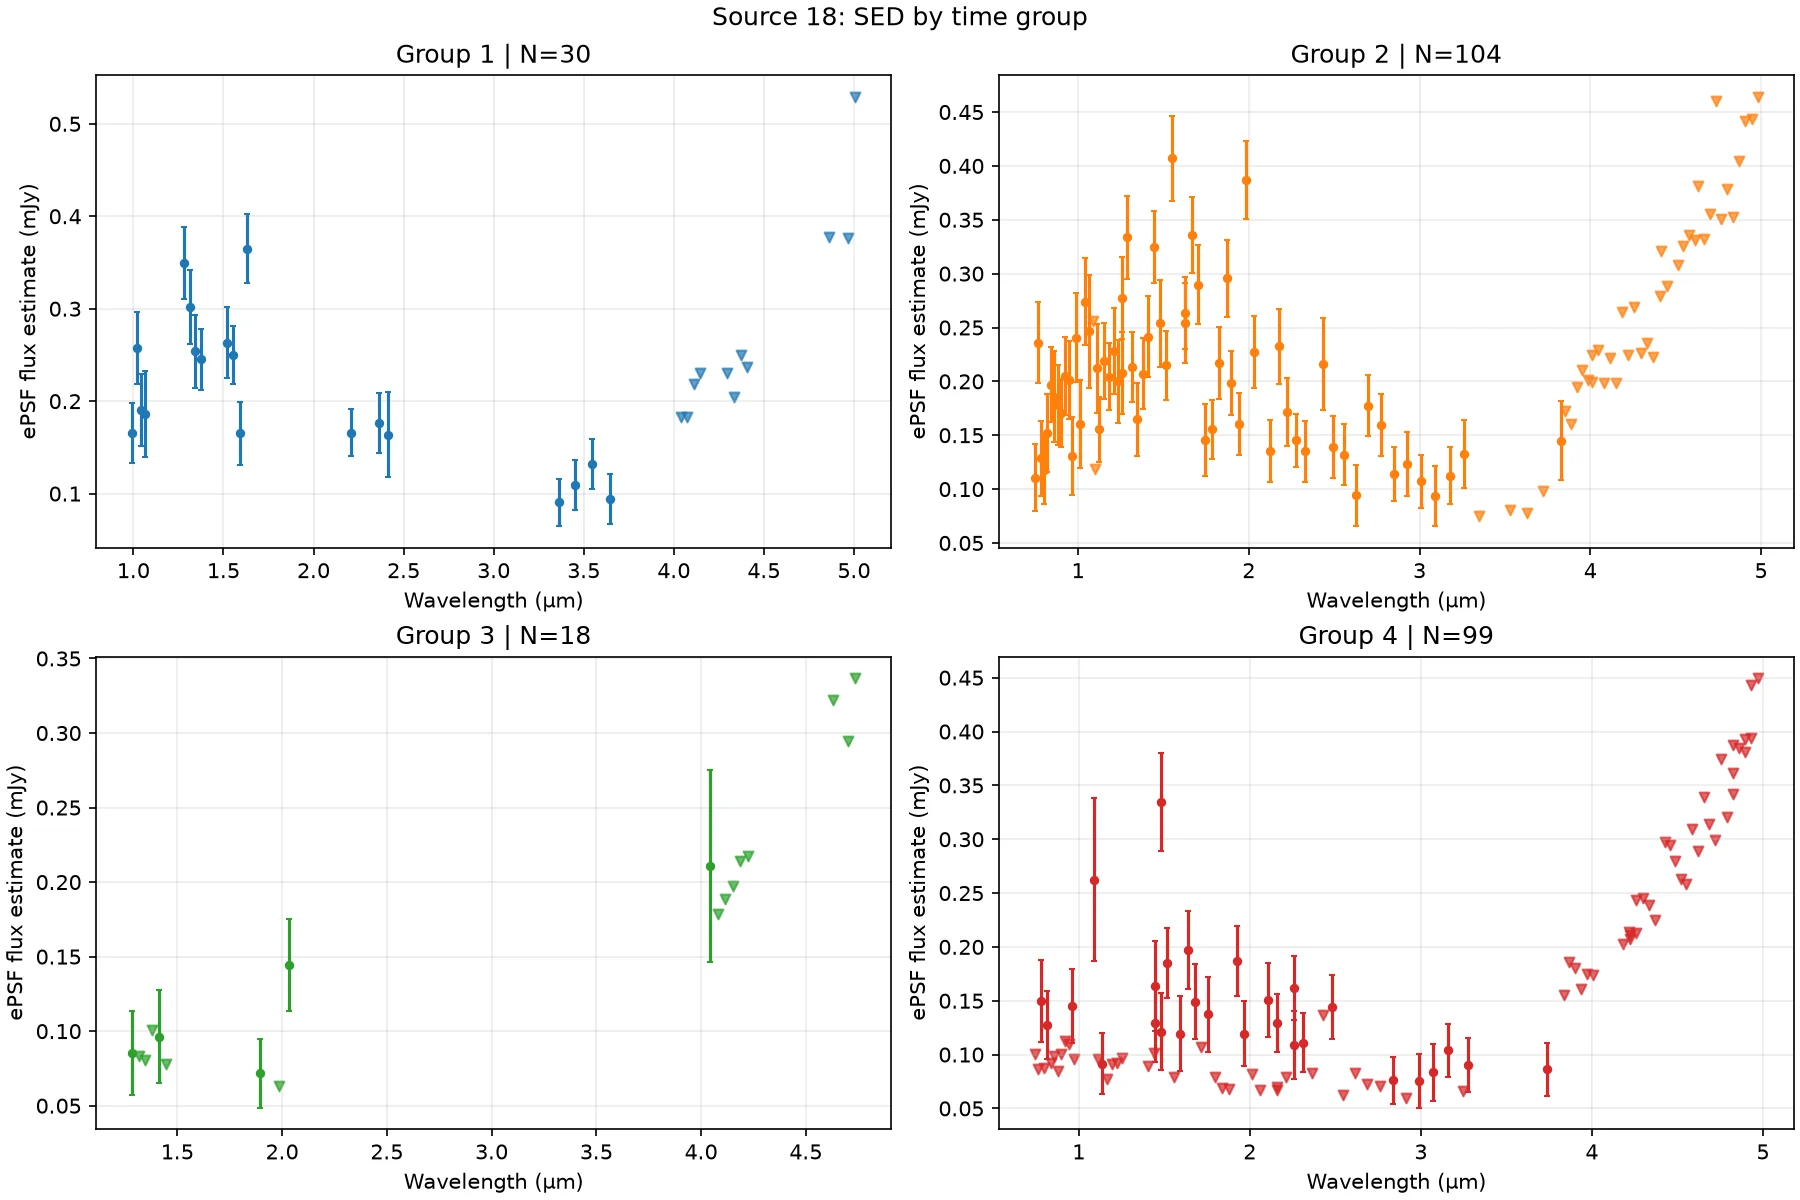 Source 18: SED by time group
Group 1 | N=30
ePSF flux estimate (mJy)
0.5
0.4
0.3
0.2
0.1
1.0 1.5 2.0 2.5 3.0 3.5 4.0 4.5 5.0
Wavelength (µm)
Group 2 | N=104
ePSF flux estimate (mJy)
0.45
0.40
0.35
0.30
0.25
0.20
0.15
0.10
0.05
1 2 3 4 5
Wavelength (µm)
Group 3 | N=18
ePSF flux estimate (mJy)
0.35
0.30
0.25
0.20
0.15
0.10
0.05
1.5 2.0 2.5 3.0 3.5 4.0 4.5
Wavelength (µm)
Group 4 | N=99
ePSF flux estimate (mJy)
0.45
0.40
0.35
0.30
0.25
0.20
0.15
0.10
0.05
1 2 3 4 5
Wavelength (µm)